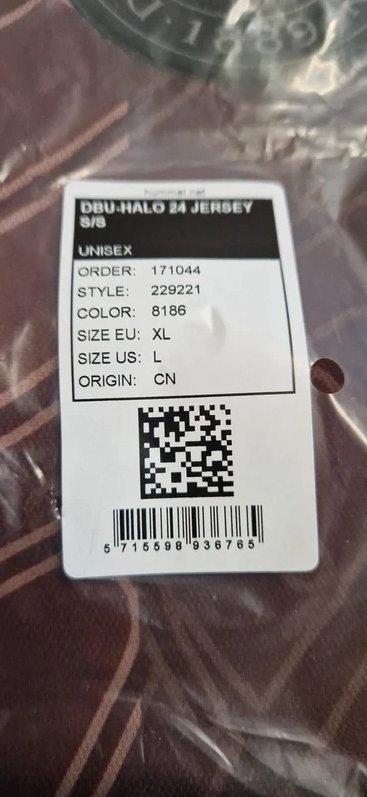 D · 1889
hummel.net
DBU-HALO 24 JERSEY
S/S
UNISEX
ORDER: 171044
STYLE: 229221
COLOR: 8186
SIZE EU: XL
SIZE US: L
ORIGIN: CN
5 715598 936765